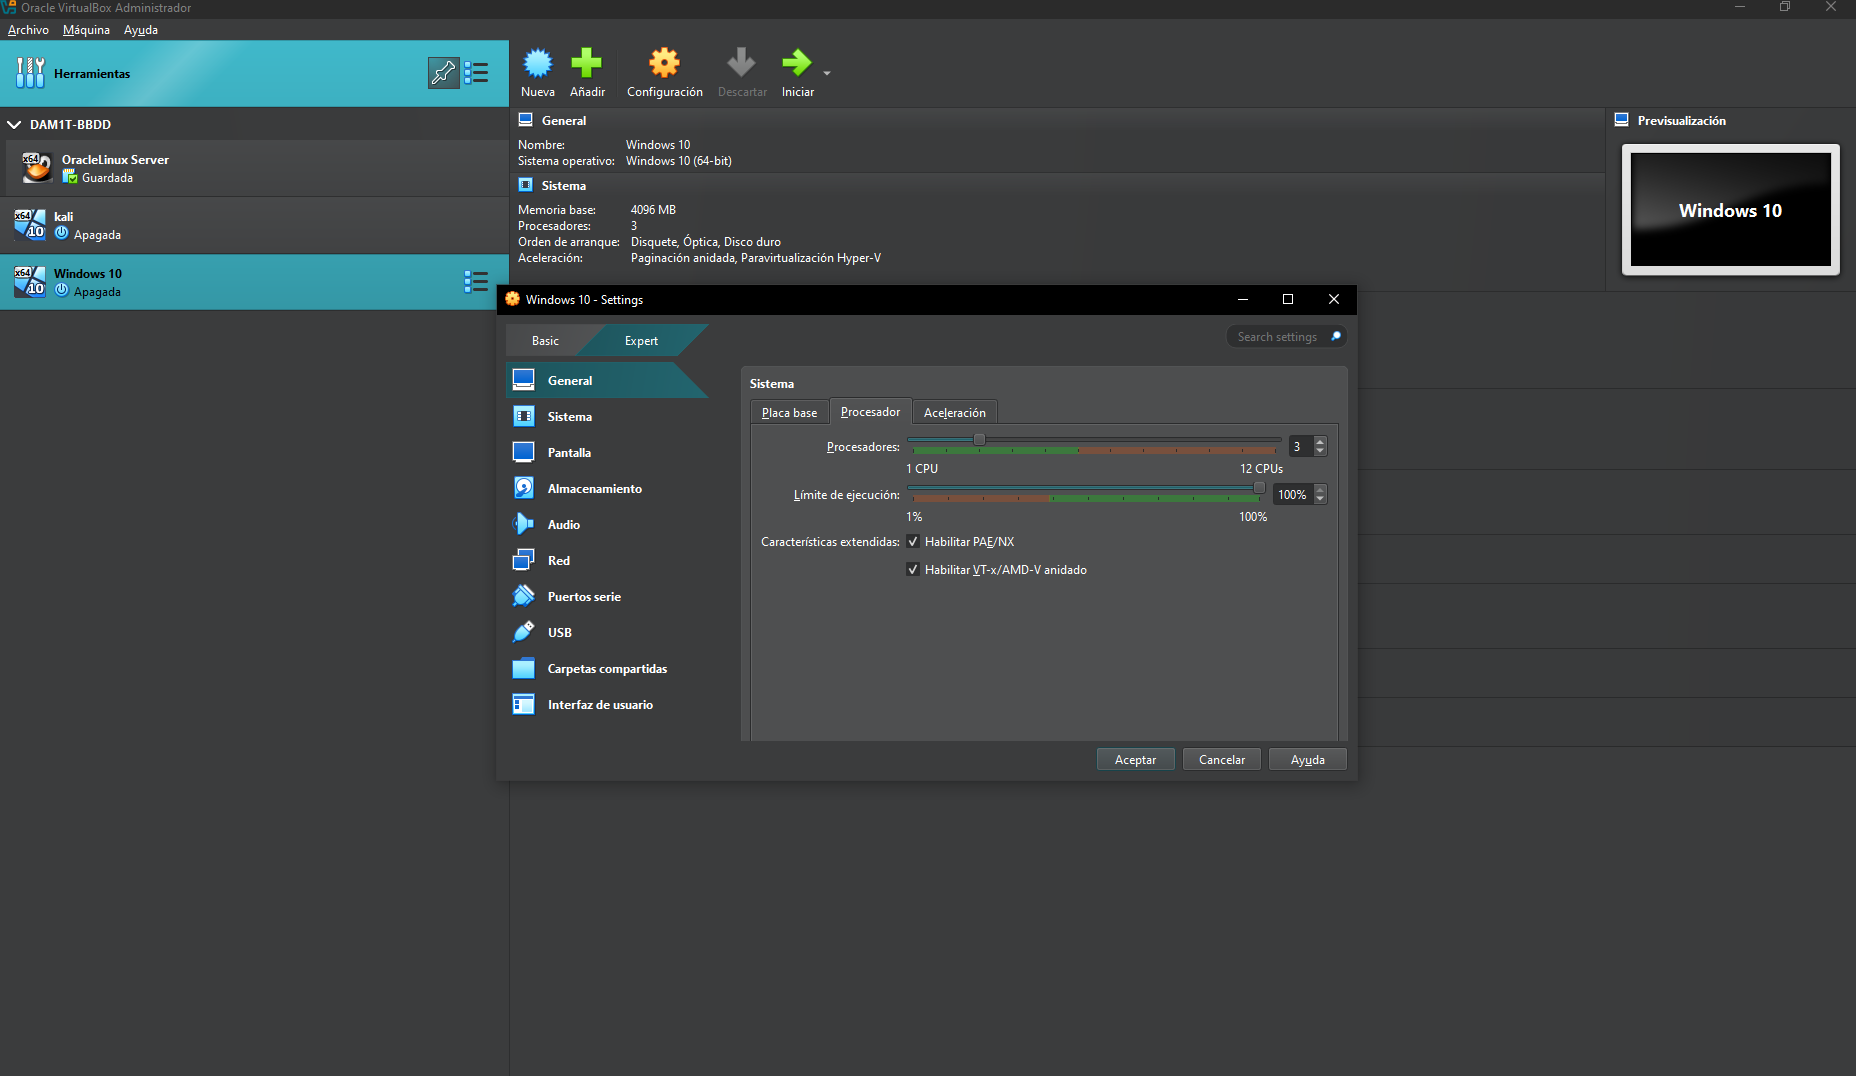 Oracle VirtualBox Administrador
Archivo Máquina Ayuda
Herramientas
Nueva Añadir Configuración Descartar Iniciar
DAM1T-BBDD
x64 OracleLinux Server
Guardada
x64 10 kali
Apagada
x64 10 Windows 10
Apagada
General
Nombre: Windows 10
Sistema operativo: Windows 10 (64-bit)
Sistema
Memoria base: 4096 MB
Procesadores: 3
Orden de arranque: Disquete, Óptica, Disco duro
Aceleración: Paginación anidada, Paravirtualización Hyper-V
Previsualización
Windows 10
Windows 10 - Settings
Basic Expert
Search settings
General
Sistema
Pantalla
Almacenamiento
Audio
Red
Puertos serie
USB
Carpetas compartidas
Interfaz de usuario
Sistema
Placa base Procesador Aceleración
Procesadores: 3
1 CPU 12 CPUs
Límite de ejecución: 100%
1% 100%
Características extendidas: Habilitar PAE/NX
Habilitar VT-x/AMD-V anidado
Aceptar Cancelar Ayuda